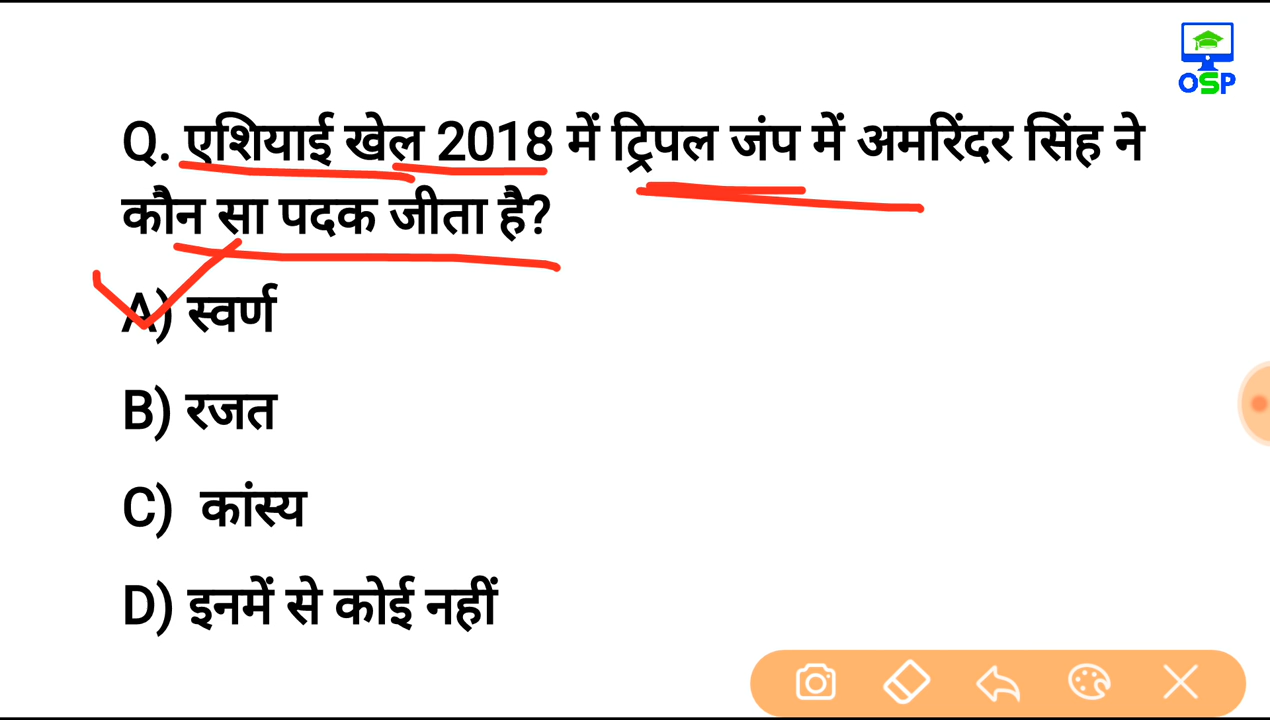 OSP
Q. एशियाई खेल 2018 में ट्रिपल जंप में अमरिंदर सिंह ने
कौन सा पदक जीता है?
A) स्वर्ण
B) रजत
C) कांस्य
D) इनमें से कोई नहीं